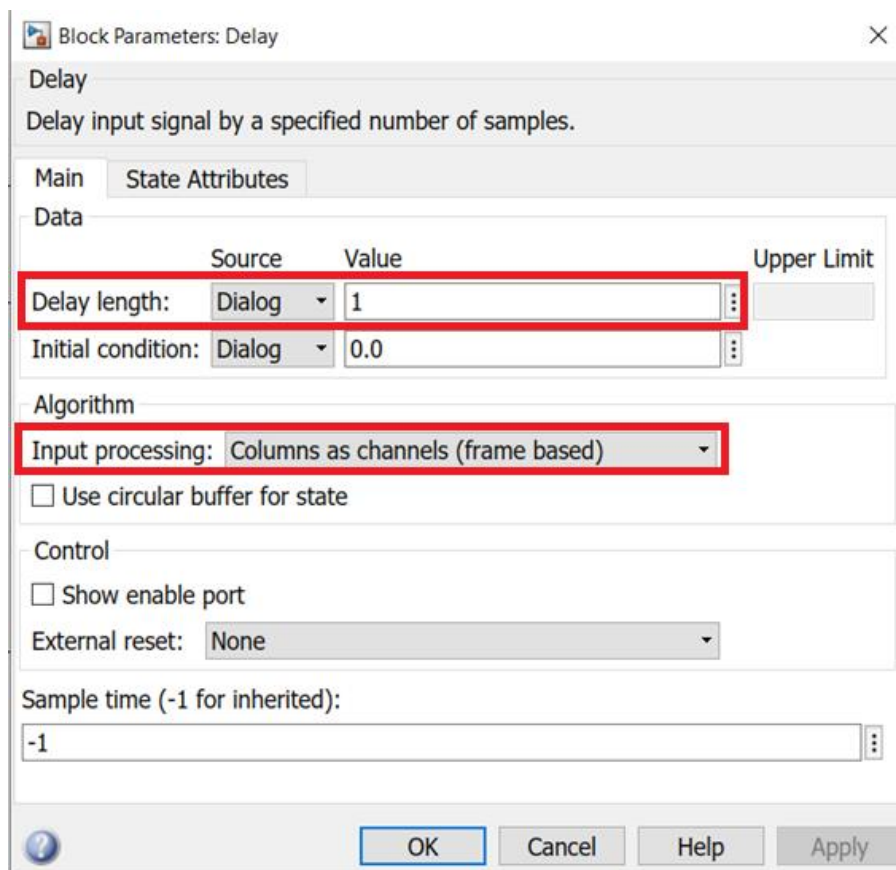 Block Parameters: Delay
Delay
Delay input signal by a specified number of samples.
Main State Attributes
Data
Source Value Upper Limit
Delay length: Dialog 1
Initial condition: Dialog 0.0
Algorithm
Input processing: Columns as channels (frame based)
Use circular buffer for state
Control
Show enable port
External reset: None
Sample time (-1 for inherited):
-1
OK Cancel Help Apply